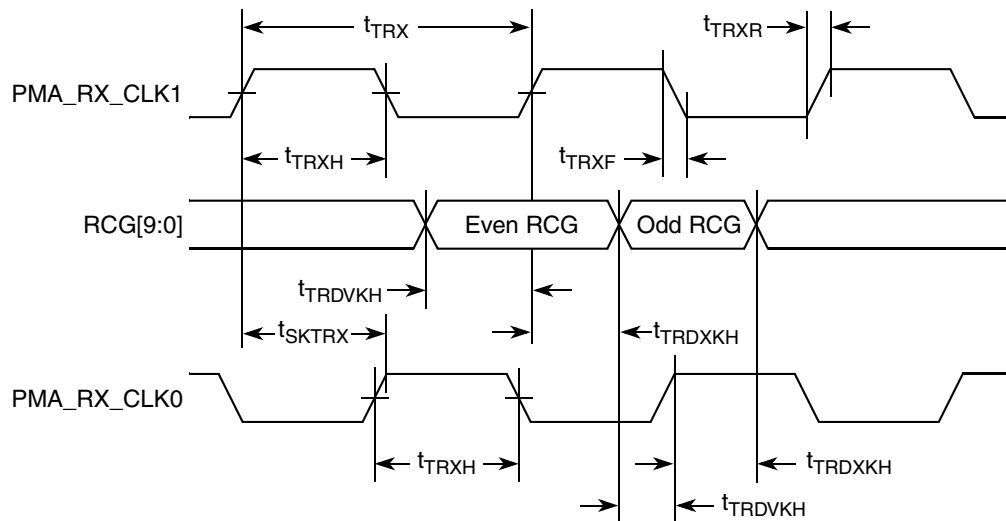 tTRX
tTRXR
PMA_RX_CLK1
tTRXH
tTRXF
RCG[9:0]
Even RCG
Odd RCG
tTRDVKH
tSKTRX
tTRDXKH
PMA_RX_CLK0
tTRXH
tTRDXKH
tTRDVKH